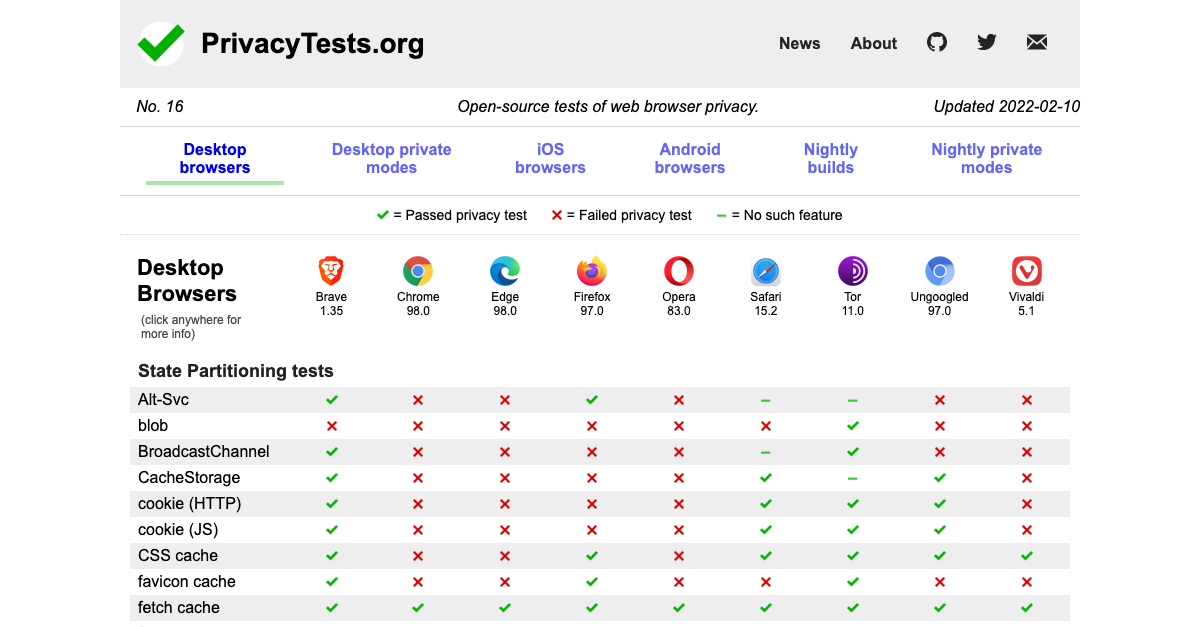 PrivacyTests.org
News About
No. 16 Open-source tests of web browser privacy. Updated 2022-02-10
Desktop browsers Desktop private modes iOS browsers Android browsers Nightly builds Nightly private modes
✓ = Passed privacy test ✕ = Failed privacy test – = No such feature
Desktop Browsers
(click anywhere for more info)
Brave 1.35
Chrome 98.0
Edge 98.0
Firefox 97.0
Opera 83.0
Safari 15.2
Tor 11.0
Ungoogled 97.0
Vivaldi 5.1
State Partitioning tests
Alt-Svc ✓ ✕ ✕ ✓ ✕ – – ✕ ✕
blob ✕ ✕ ✕ ✕ ✕ ✕ ✓ ✕ ✕
BroadcastChannel ✓ ✕ ✕ ✕ ✕ – ✓ ✕ ✕
CacheStorage ✓ ✕ ✕ ✕ ✕ ✓ – ✓ ✕
cookie (HTTP) ✓ ✕ ✕ ✕ ✕ ✓ ✓ ✓ ✕
cookie (JS) ✓ ✕ ✕ ✕ ✕ ✓ ✓ ✓ ✕
CSS cache ✓ ✕ ✕ ✓ ✕ ✓ ✓ ✓ ✓
favicon cache ✓ ✕ ✕ ✓ ✕ ✕ ✓ ✕ ✕
fetch cache ✓ ✓ ✓ ✓ ✓ ✓ ✓ ✓ ✓